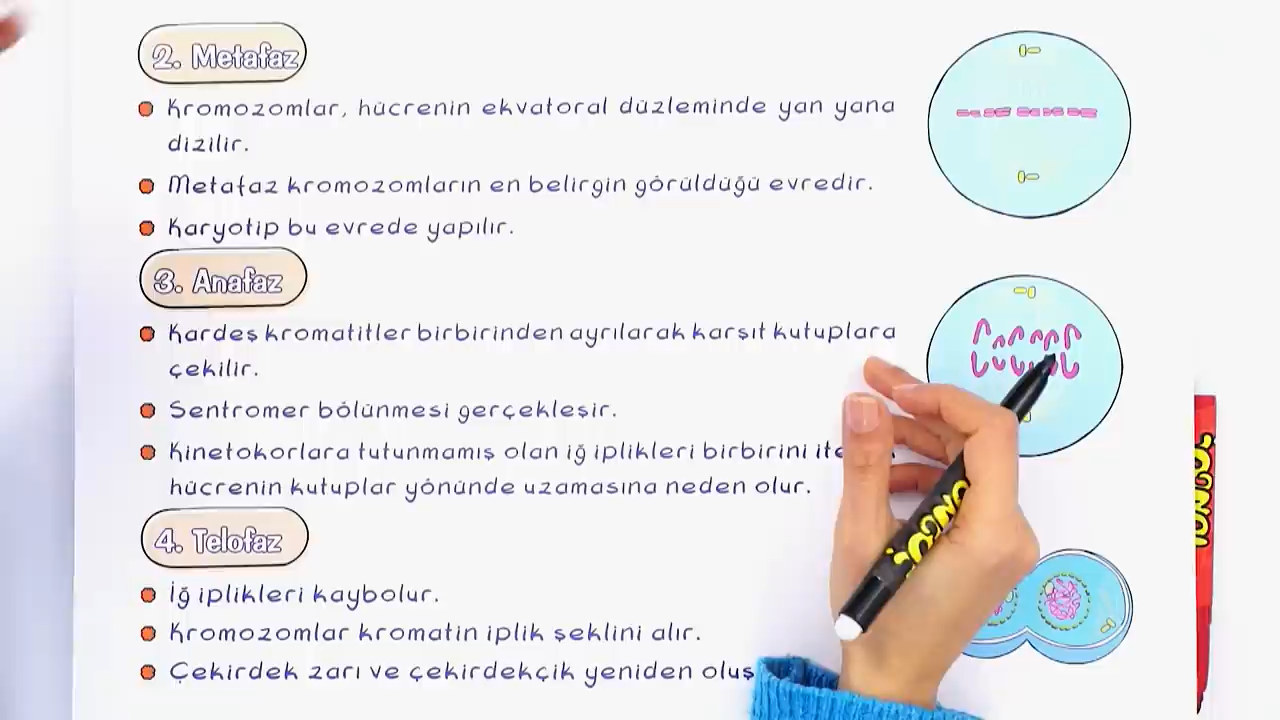 2. Metafaz
Kromozomlar, hücrenin ekvatoral düzleminde yan yana
dizilir.
Metafaz kromozomların en belirgin görüldüğü evredir.
Karyotip bu evrede yapılır.
3. Anafaz
Kardeş kromatitler birbirinden ayrılarak karşıt kutuplara
çekilir.
Sentromer bölünmesi gerçekleşir.
Kinetokorlara tutunmamış olan iğ iplikleri birbirini
hücrenin kutuplar yönünde uzamasına neden olur.
4. Telofaz
İğ iplikleri kaybolur.
Kromozomlar kromatin iplik şeklini alır.
Çekirdek zarı ve çekirdekçik yeniden